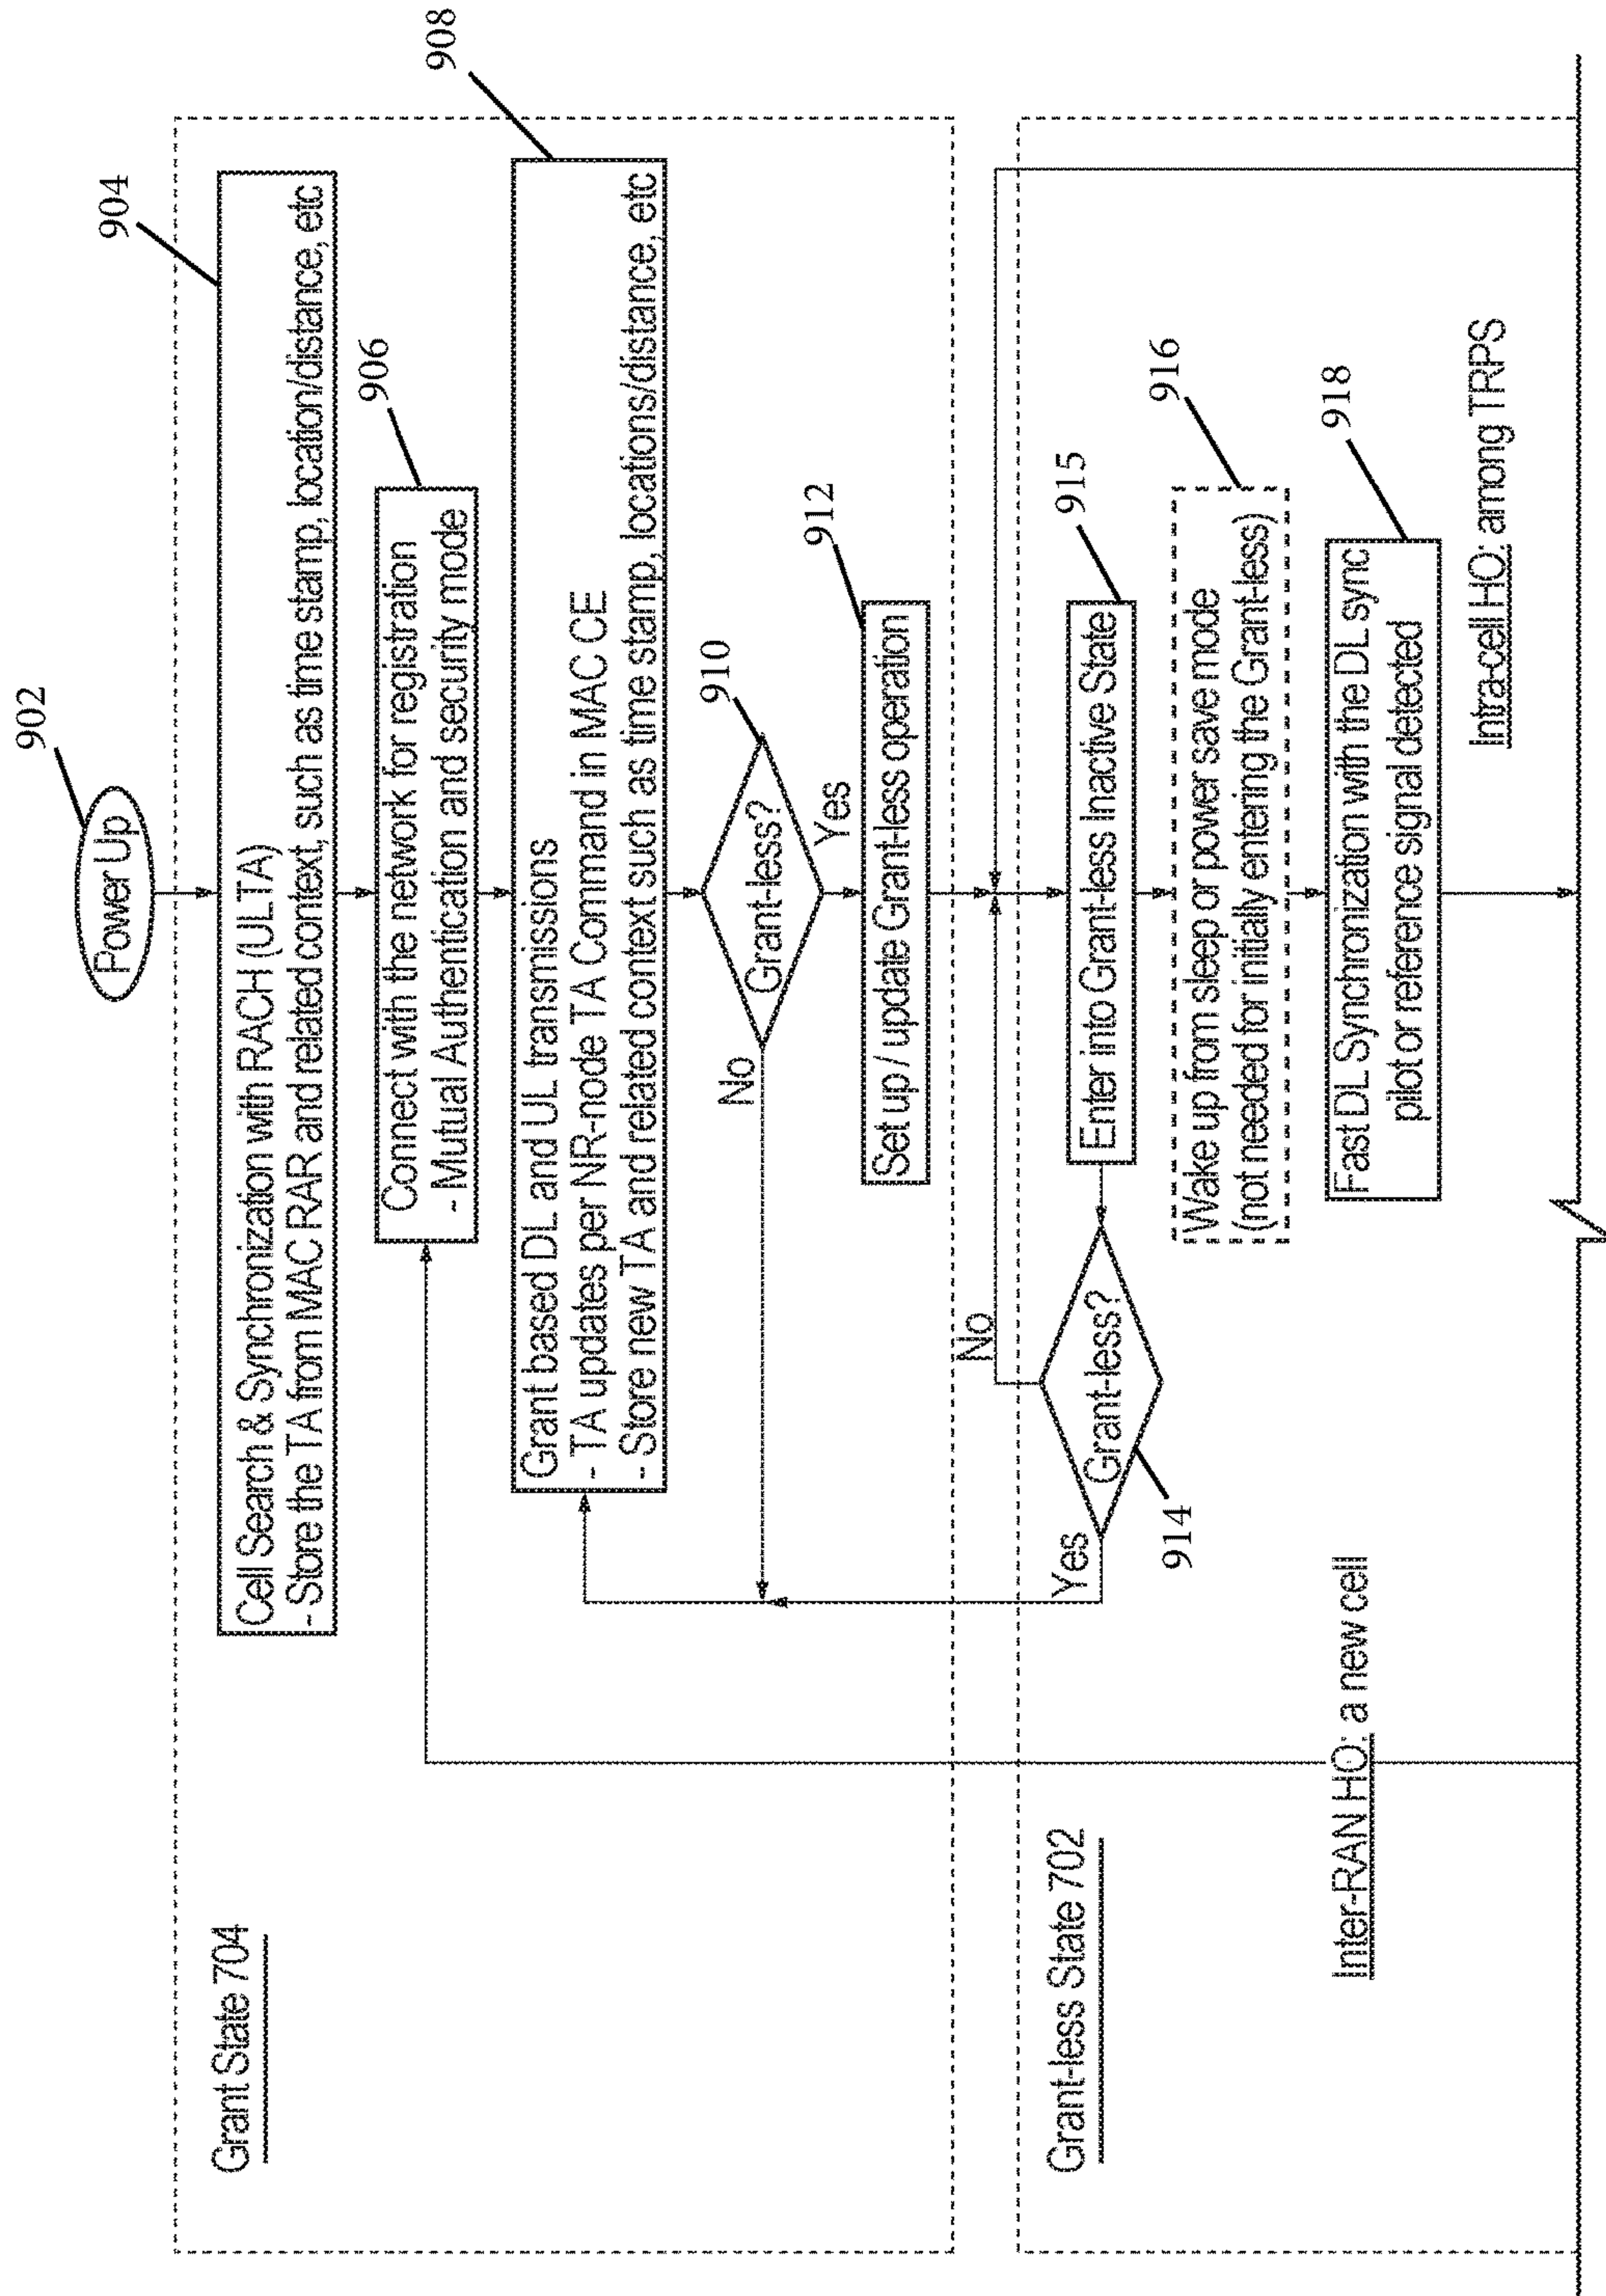 902
Power Up
904
Grant State 704
Cell Search & Synchronization with RACH (ULTA)
- Store the TA from MAC RAR and related context, such as time stamp, location/distance, etc
906
Connect with the network for registration
- Mutual Authentication and security mode
908
Grant based DL and UL transmissions
- TA updates per NR-node TA Command in MAC CE
- Store new TA and related context such as time stamp, locations/distance, etc
910
Grant-less?
No
Yes
912
Set up / update Grant-less operation
Grant-less State 702
No
915
Enter into Grant-less Inactive State
Grant-less?
Yes
914
916
Wake up from sleep or power save mode
(not needed for initially entering the Grant-less)
918
Fast DL Synchronization with the DL sync
pilot or reference signal detected
Inter-RAN HO: a new cell
Intra-cell HO: among TRPS